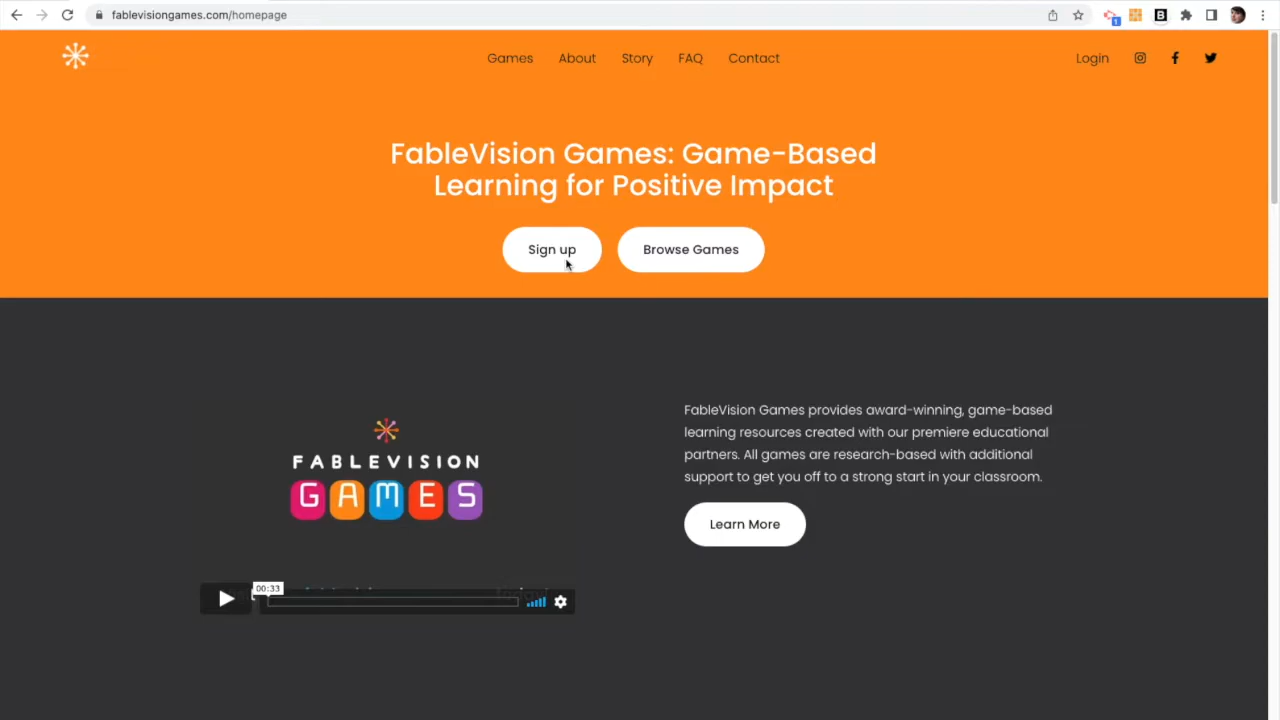 fablevisiongames.com/homepage
1
B
Games About Story FAQ Contact Login
FableVision Games: Game-Based
Learning for Positive Impact
Sign up Browse Games
FableVision Games provides award-winning, game-based
learning resources created with our premiere educational
partners. All games are research-based with additional
support to get you off to a strong start in your classroom.
Learn More
FABLEVISION
GAMES
00:33